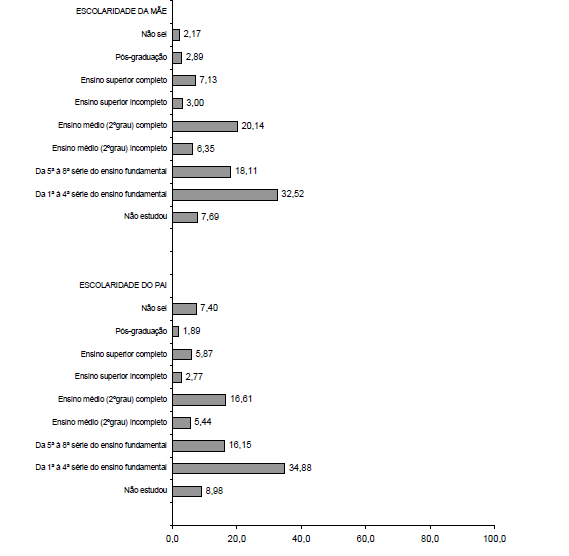 ESCOLARIDADE DA MÃE
Não sei 2,17
Pós-graduação 2,89
Ensino superior completo 7,13
Ensino superior incompleto 3,00
Ensino médio (2ºgrau) completo 20,14
Ensino médio (2ºgrau) incompleto 6,35
Da 5ª à 8ª série do ensino fundamental 18,11
Da 1ª à 4ª série do ensino fundamental 32,52
Não estudou 7,69
ESCOLARIDADE DO PAI
Não sei 7,40
Pós-graduação 1,89
Ensino superior completo 5,87
Ensino superior incompleto 2,77
Ensino médio (2ºgrau) completo 16,61
Ensino médio (2ºgrau) incompleto 5,44
Da 5ª à 8ª série do ensino fundamental 16,15
Da 1ª à 4ª série do ensino fundamental 34,88
Não estudou 8,98
0,0 20,0 40,0 60,0 80,0 100,0